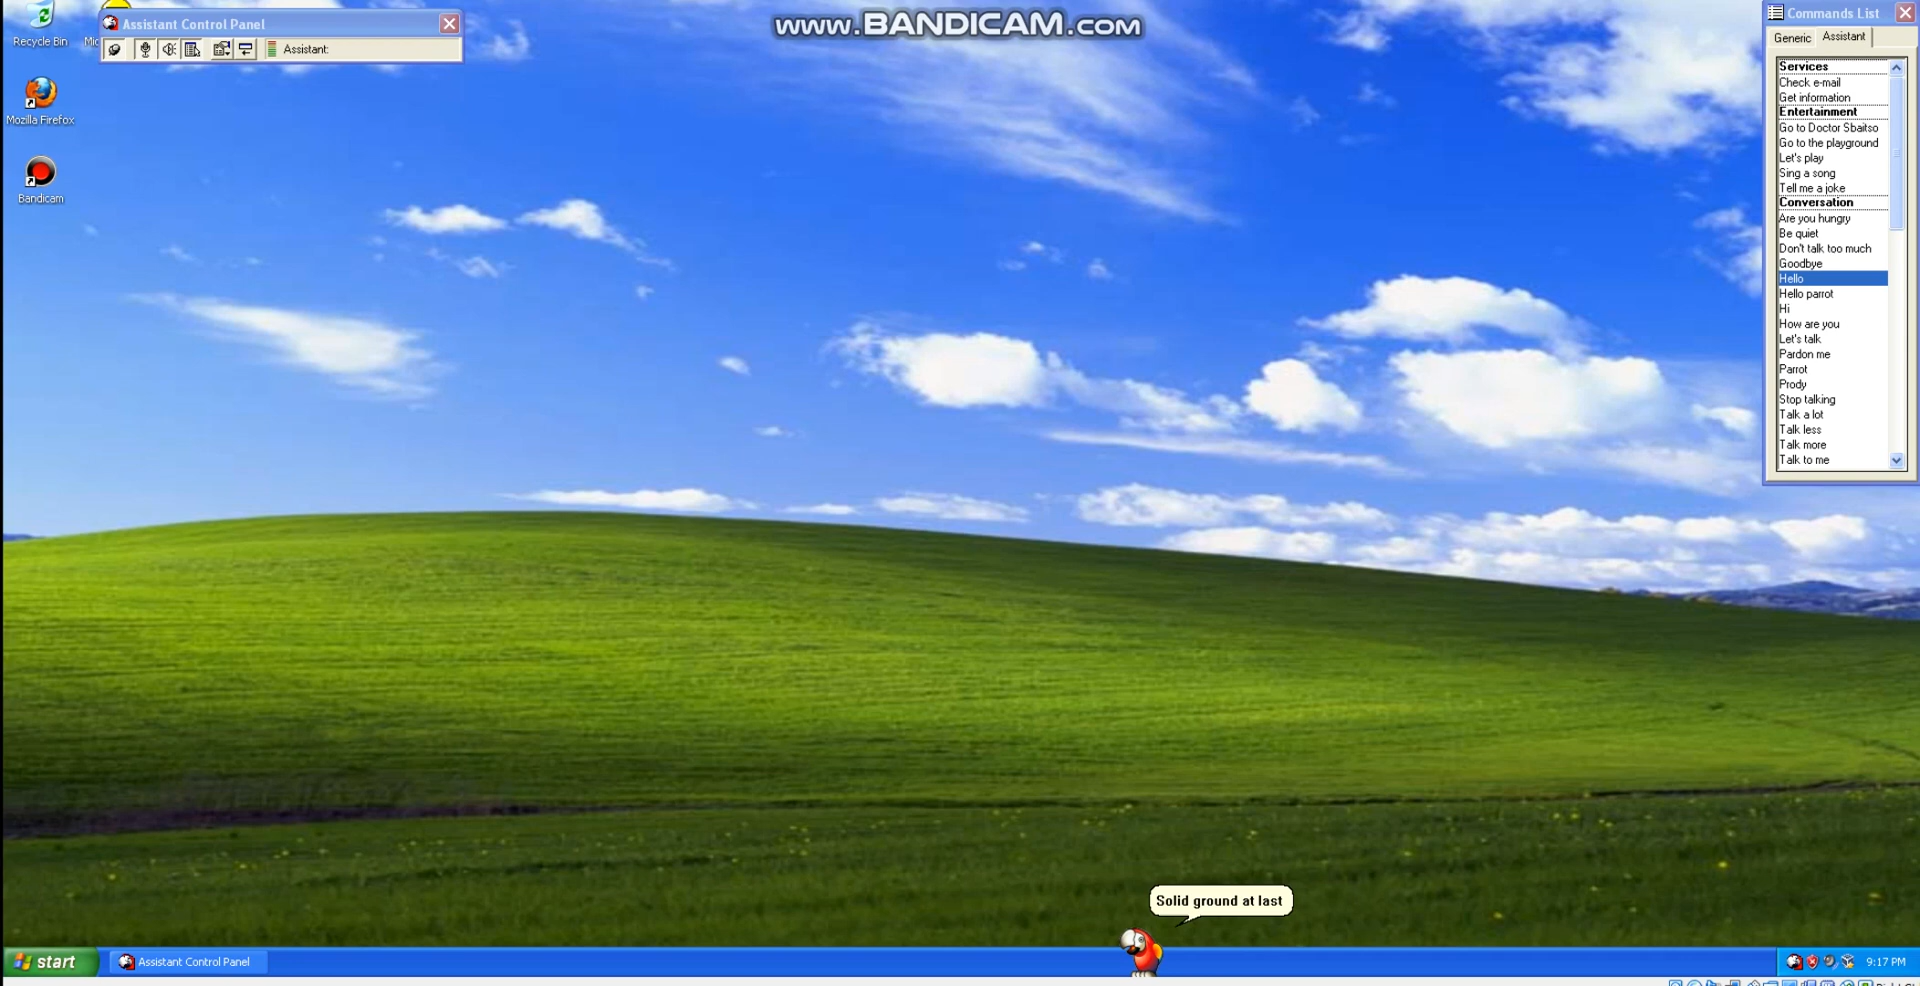 Recycle Bin
Mic
Mozilla Firefox
Bandicam
Assistant Control Panel
Assistant:
www.BANDICAM.com
Commands List
Generic
Assistant
Services
Check e-mail
Get information
Entertainment
Go to Doctor Sbaitso
Go to the playground
Let's play
Sing a song
Tell me a joke
Conversation
Are you hungry
Be quiet
Don't talk too much
Goodbye
Hello
Hello parrot
Hi
How are you
Let's talk
Pardon me
Parrot
Prody
Stop talking
Talk a lot
Talk less
Talk more
Talk to me
Solid ground at last
start
Assistant Control Panel
9:17 PM